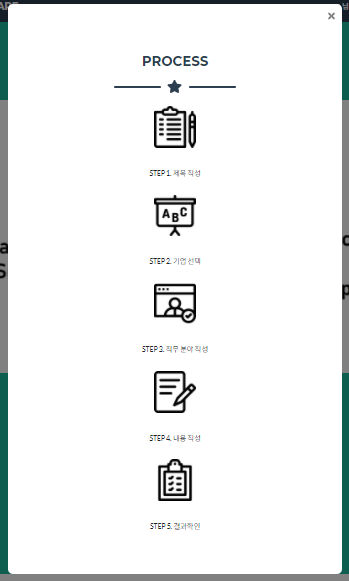 ×
PROCESS
STEP 1. 제목 작성
A B C
STEP 2. 기업 선택
STEP 3. 직무 분야 작성
STEP 4. 내용 작성
STEP 5. 결과확인